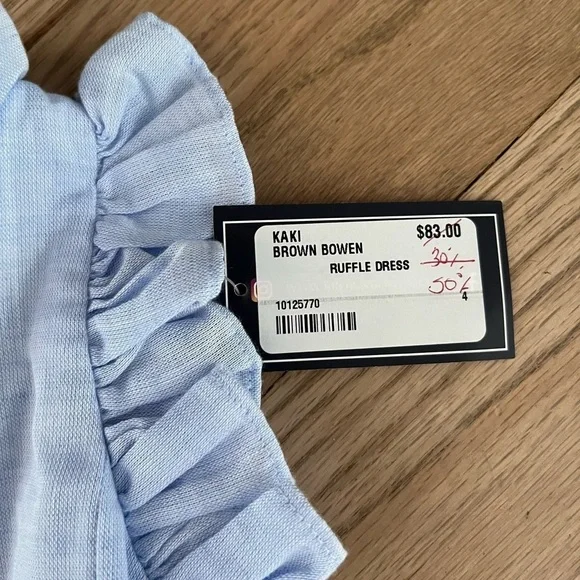 KAKI $83.00
BROWN BOWEN
RUFFLE DRESS 30%
50%
10125770 4